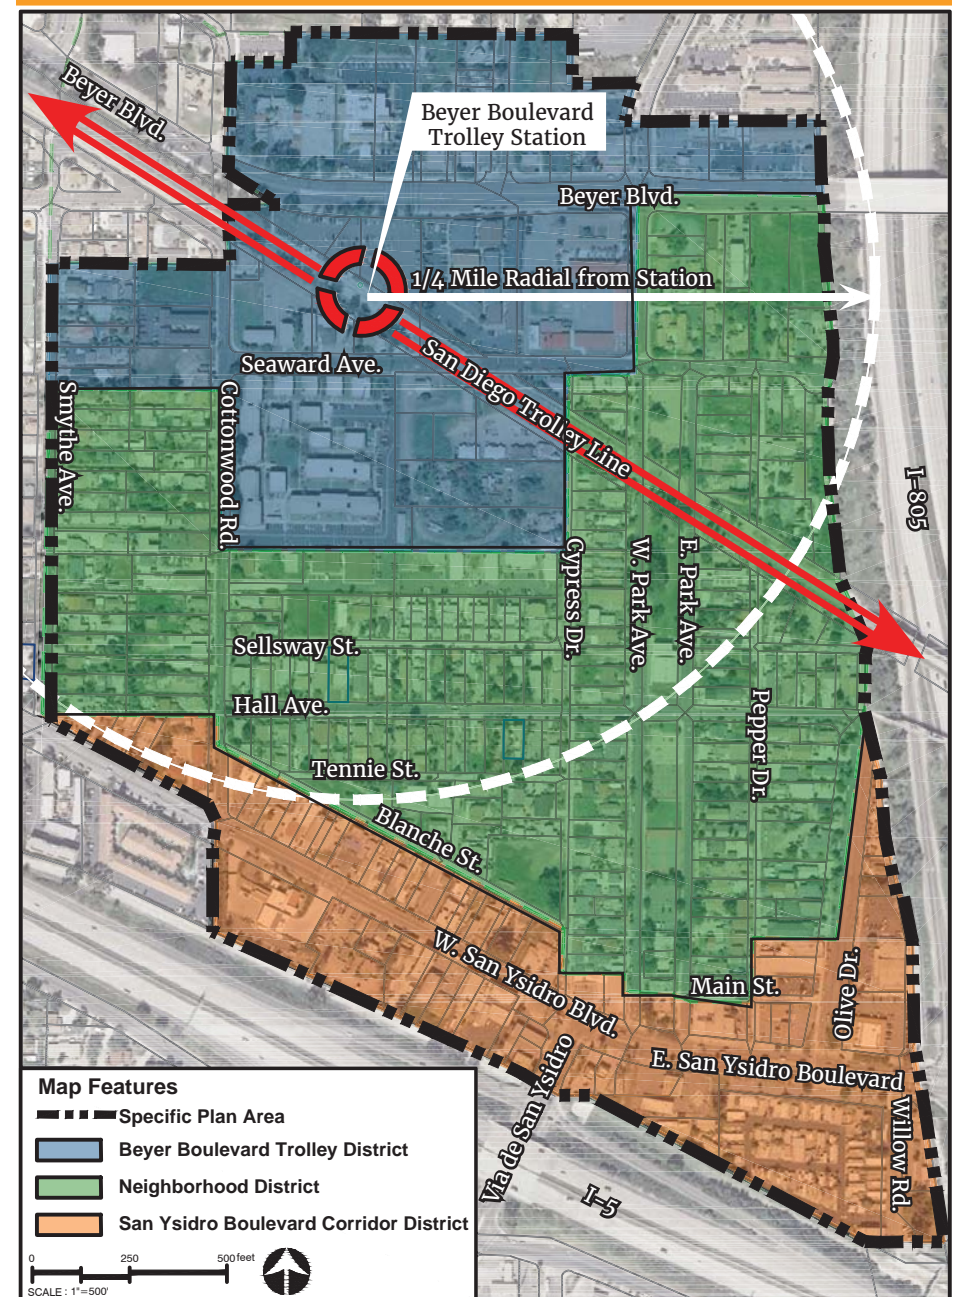 Beyer Blvd.
Beyer Boulevard
Trolley Station
Beyer Blvd.
1/4 Mile Radial from Station
Seaward Ave.
San Diego Trolley Line
Smythe Ave.
Cottonwood Rd.
I-805
Cypress Dr.
W. Park Ave.
E. Park Ave.
Sellsway St.
Hall Ave.
Pepper Dr.
Tennie St.
Blanche St.
W. San Ysidro Blvd.
Main St.
Olive Dr.
E. San Ysidro Boulevard
Via de San Ysidro
Willow Rd.
I-5
Map Features
Specific Plan Area
Beyer Boulevard Trolley District
Neighborhood District
San Ysidro Boulevard Corridor District
0 250 500 feet
SCALE : 1"=500'